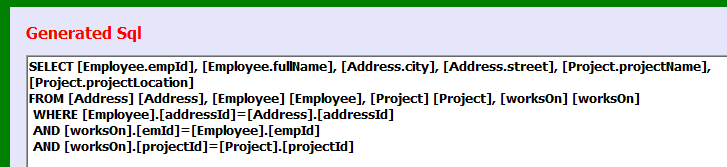 Generated Sql
SELECT [Employee.empId], [Employee.fullName], [Address.city], [Address.street], [Project.projectName],
[Project.projectLocation]
FROM [Address] [Address], [Employee] [Employee], [Project] [Project], [worksOn] [worksOn]
WHERE [Employee].[addressId]=[Address].[addressId]
AND [worksOn].[emId]=[Employee].[empId]
AND [worksOn].[projectId]=[Project].[projectId]